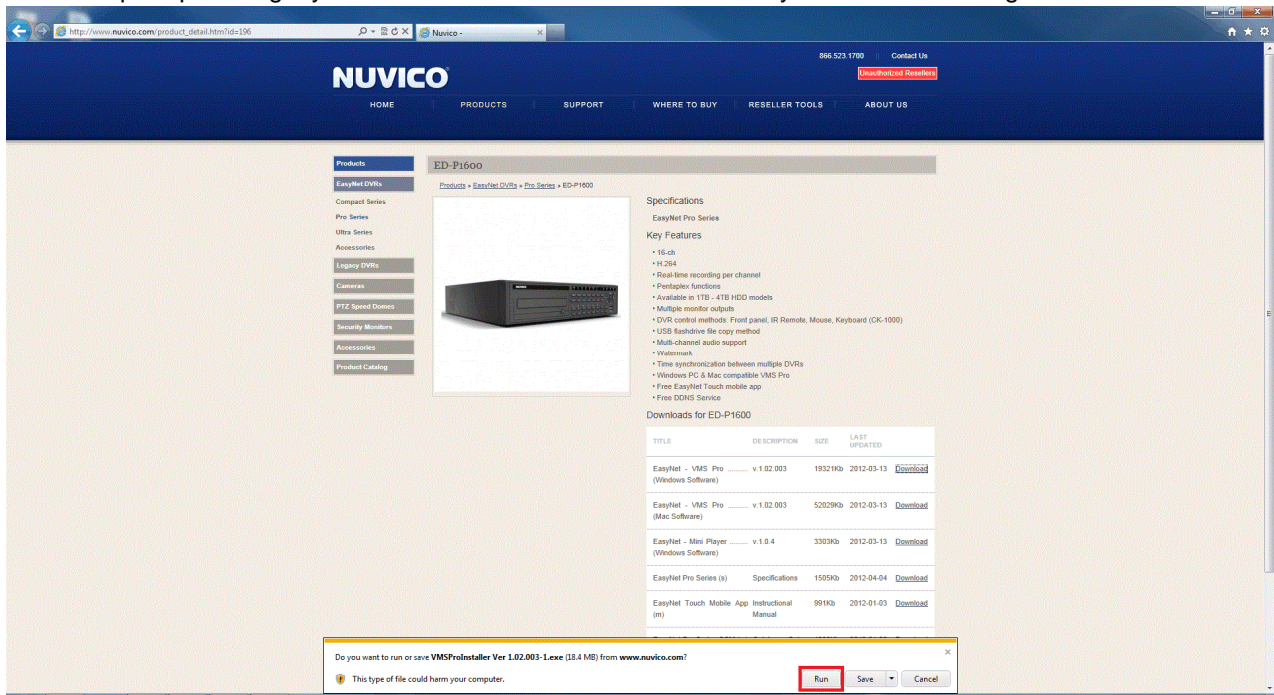 http://www.nuvico.com/product_detail.htm?id=196
Nuvico -
866.523.1700 | Contact Us
Unauthorized Resellers
NUVICO
HOME
PRODUCTS
SUPPORT
WHERE TO BUY
RESELLER TOOLS
ABOUT US
Products
EasyNet DVRs
Compact Series
Pro Series
Ultra Series
Accessories
Legacy DVRs
Cameras
PTZ Speed Domes
Security Monitors
Accessories
Product Catalog
ED-P1600
Products » EasyNet DVRs » Pro Series » ED-P1600
Specifications
EasyNet Pro Series
Key Features
• 16-ch
• H.264
• Real-time recording per channel
• Pentaplex functions
• Available in 1TB - 4TB HDD models
• Multiple monitor outputs
• DVR control methods: Front panel, IR Remote, Mouse, Keyboard (CK-1000)
• USB flashdrive file copy method
• Multi-channel audio support
• Watermark
• Time synchronization between multiple DVRs
• Windows PC & Mac compatible VMS Pro
• Free EasyNet Touch mobile app
• Free DDNS Service
Downloads for ED-P1600
TITLE DESCRIPTION SIZE LAST UPDATED
EasyNet - VMS Pro .......... v.1.02.003 19321Kb 2012-03-13 Download
(Windows Software)
EasyNet - VMS Pro .......... v.1.02.003 52029Kb 2012-03-13 Download
(Mac Software)
EasyNet - Mini Player ......... v.1.0.4 3303Kb 2012-03-13 Download
(Windows Software)
EasyNet Pro Series (s) Specifications 1505Kb 2012-04-04 Download
EasyNet Touch Mobile App Instructional 991Kb 2012-01-03 Download
(m) Manual
Do you want to run or save VMSProInstaller Ver 1.02.003-1.exe (18.4 MB) from www.nuvico.com?
This type of file could harm your computer.
Run
Save
Cancel